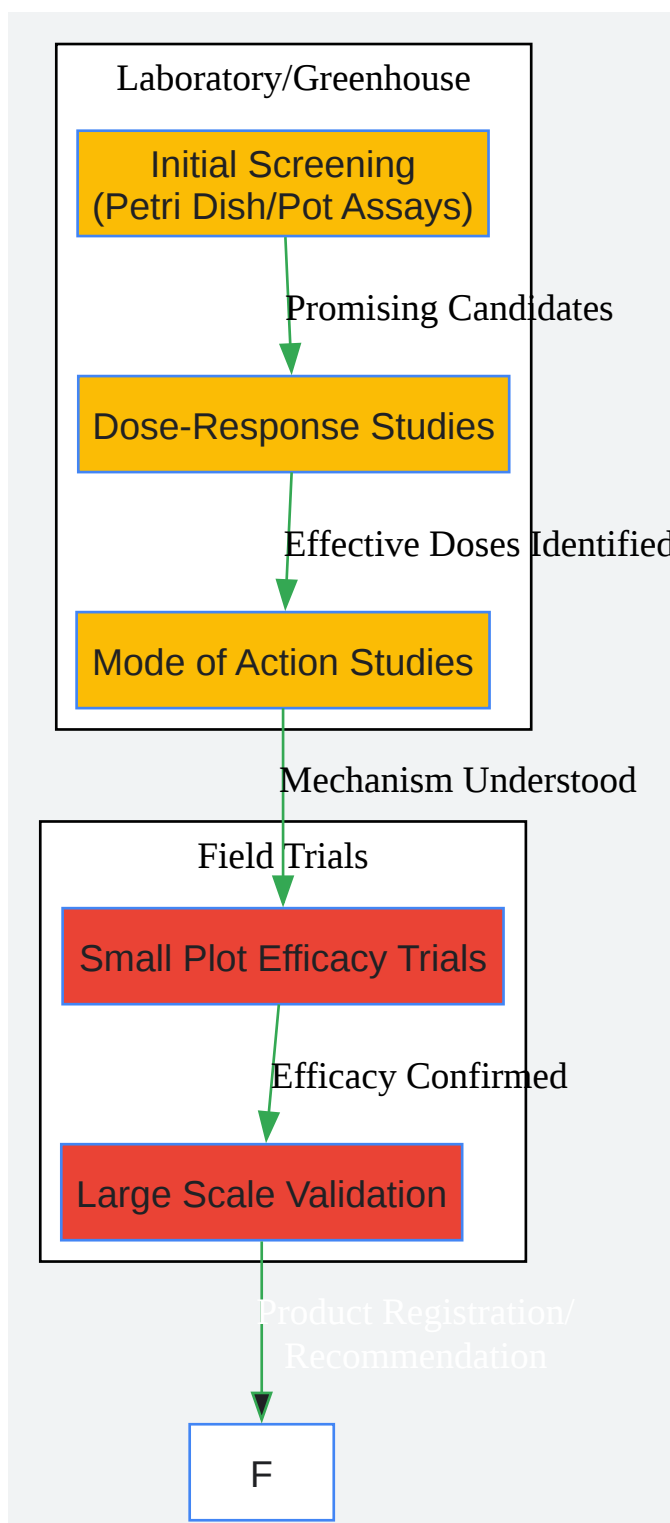 Laboratory/Greenhouse
Initial Screening
(Petri Dish/Pot Assays)
Promising Candidates
Dose-Response Studies
Effective Doses Identified
Mode of Action Studies
Mechanism Understood
Field Trials
Small Plot Efficacy Trials
Efficacy Confirmed
Large Scale Validation
Product Registration/
Recommendation
F